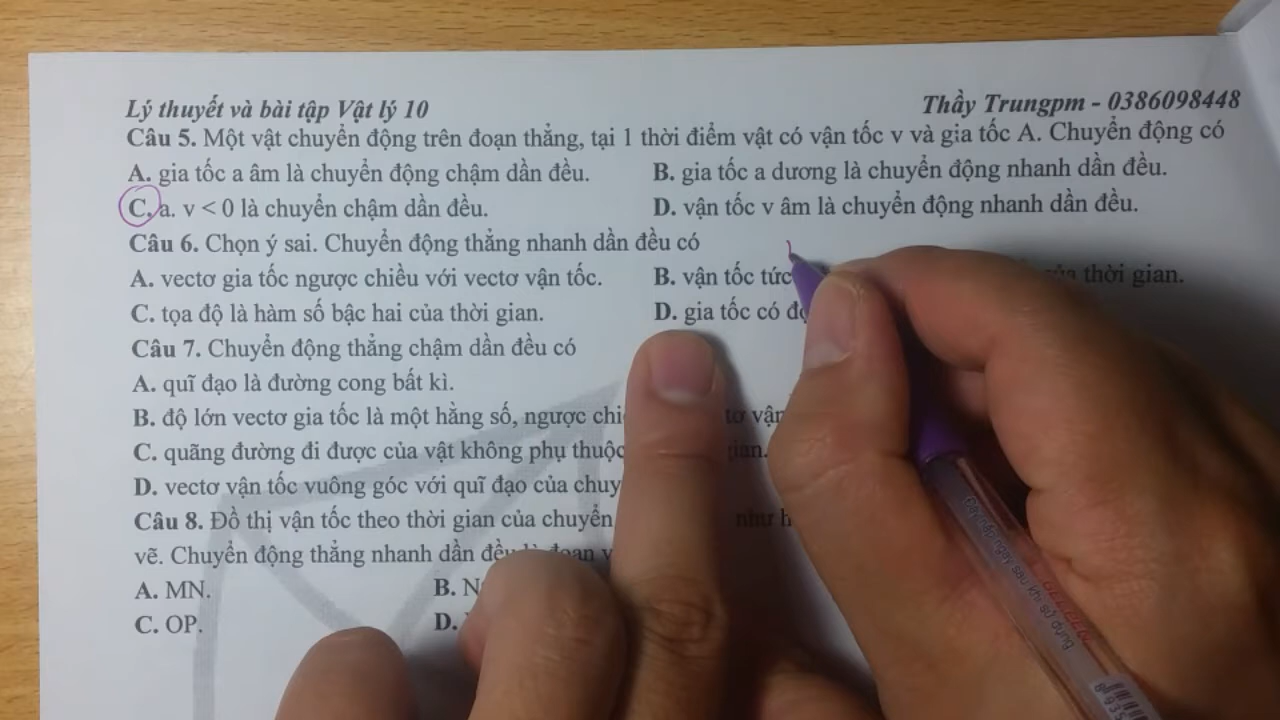 Lý thuyết và bài tập Vật lý 10 Thầy Trungpm - 0386098448
Câu 5. Một vật chuyển động trên đoạn thẳng, tại 1 thời điểm vật có vận tốc v và gia tốc A. Chuyển động có
A. gia tốc a âm là chuyển động chậm dần đều. B. gia tốc a dương là chuyển động nhanh dần đều.
C. a. v < 0 là chuyển chậm dần đều. D. vận tốc v âm là chuyển động nhanh dần đều.
Câu 6. Chọn ý sai. Chuyển động thẳng nhanh dần đều có
A. vectơ gia tốc ngược chiều với vectơ vận tốc. B. vận tốc tức thời gian.
C. tọa độ là hàm số bậc hai của thời gian. D. gia tốc có
Câu 7. Chuyển động thẳng chậm dần đều có
A. quĩ đạo là đường cong bất kì.
B. độ lớn vectơ gia tốc là một hằng số, ngược
C. quãng đường đi được của vật không phụ thuộc
D. vectơ vận tốc vuông góc với quĩ đạo của
Câu 8. Đồ thị vận tốc theo thời gian của chuyển như
vẽ. Chuyển động thẳng nhanh dần
A. MN. B.
C. OP. D.
Đậy nắp ngay sau khi sử dụng